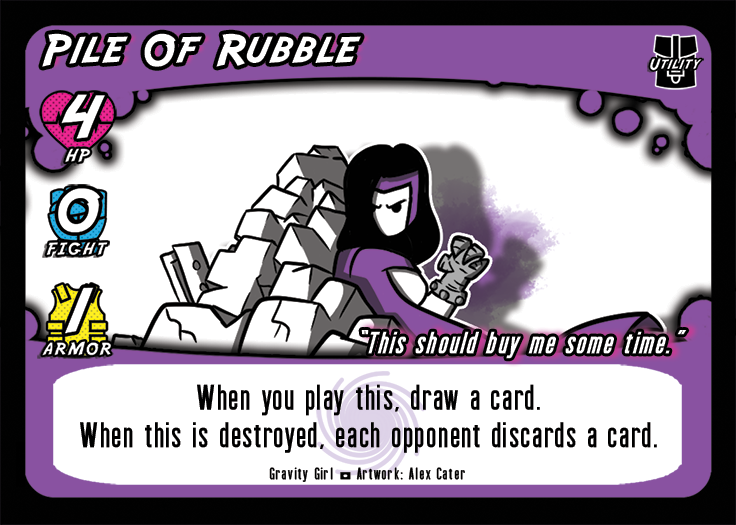 Pile Of Rubble
Utility
4
HP
0
Fight
1
Armor
"This should buy me some time."
When you play this, draw a card.
When this is destroyed, each opponent discards a card.
Gravity Girl Artwork: Alex Cater